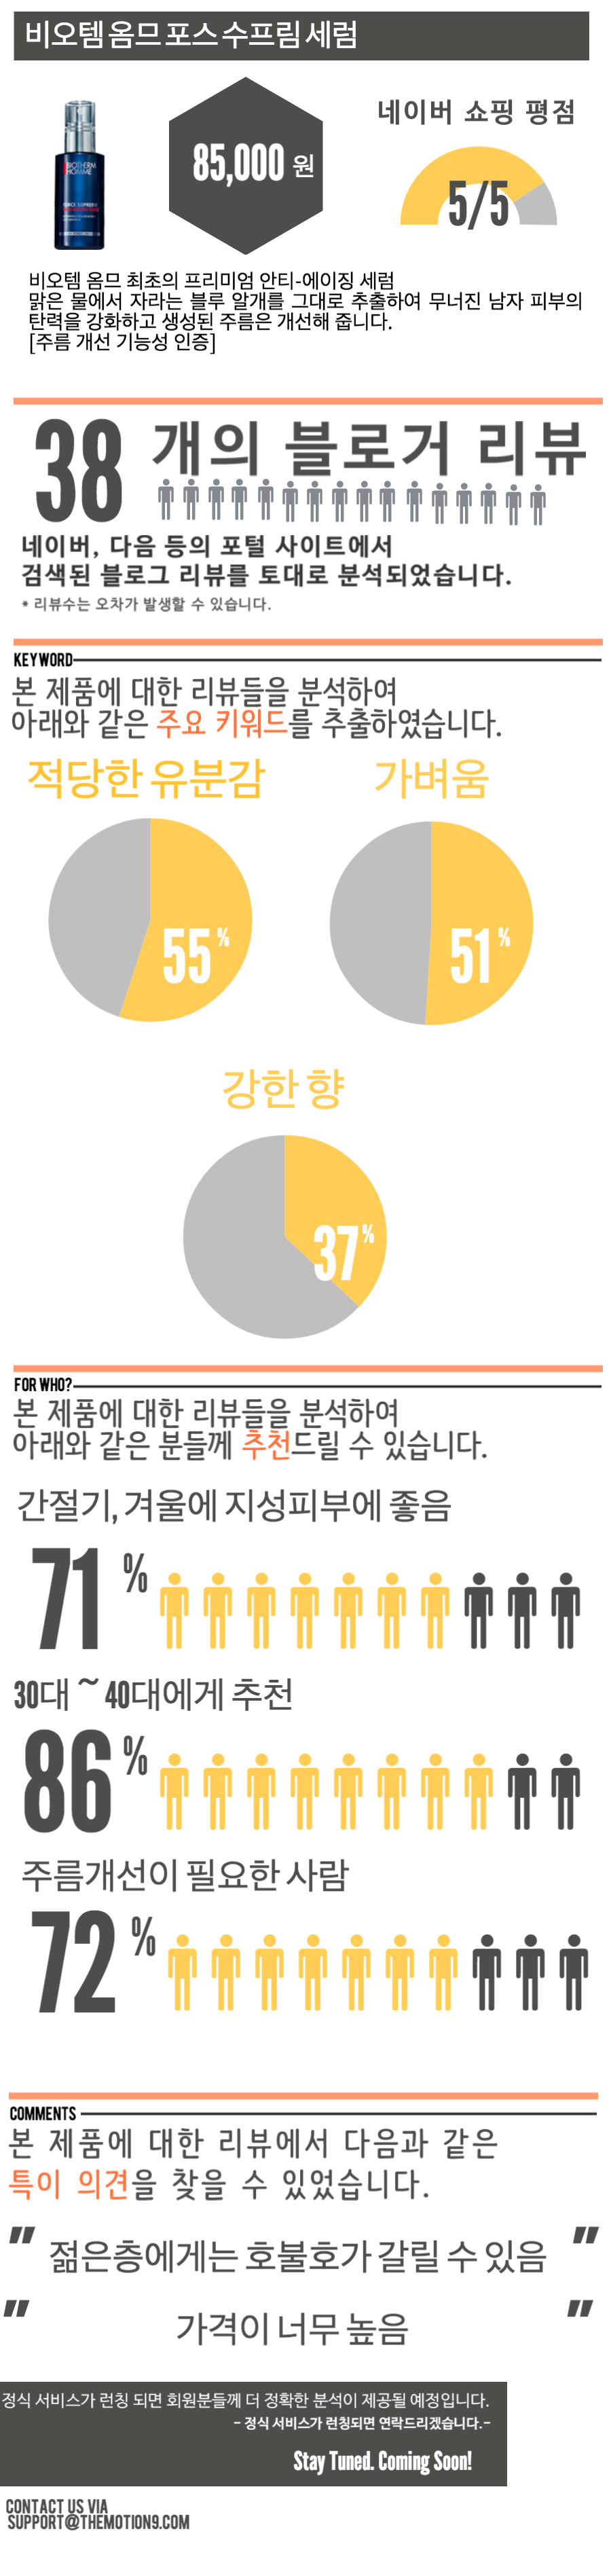 비오템 옴므 포스 수프림 세럼
85,000 원
네이버 쇼핑 평점
5/5
BIOTHERM
HOMME
FORCE SUPREME
비오템 옴므 최초의 프리미엄 안티-에이징 세럼
맑은 물에서 자라는 블루 알개를 그대로 추출하여 무너진 남자 피부의
탄력을 강화하고 생성된 주름은 개선해 줍니다.
[주름 개선 기능성 인증]
38 개의 블로거 리뷰
네이버, 다음 등의 포털 사이트에서
검색된 블로그 리뷰를 토대로 분석되었습니다.
* 리뷰수는 오차가 발생할 수 있습니다.
KEYWORD
본 제품에 대한 리뷰들을 분석하여
아래와 같은 주요 키워드를 추출하였습니다.
적당한 유분감
가벼움
55%
51%
강한 향
37%
FOR WHO?
본 제품에 대한 리뷰들을 분석하여
아래와 같은 분들께 추천드릴 수 있습니다.
간절기, 겨울에 지성피부에 좋음
71%
30대 ~ 40대에게 추천
86%
주름개선이 필요한 사람
72%
COMMENTS
본 제품에 대한 리뷰에서 다음과 같은
특이 의견을 찾을 수 있었습니다.
" 젊은층에게는 호불호가 갈릴 수 있음 "
" 가격이 너무 높음 "
정식 서비스가 런칭 되면 회원분들께 더 정확한 분석이 제공될 예정입니다.
- 정식 서비스가 런칭되면 연락드리겠습니다.-
Stay Tuned. Coming Soon!
CONTACT US VIA
SUPPORT@THEMOTION9.COM